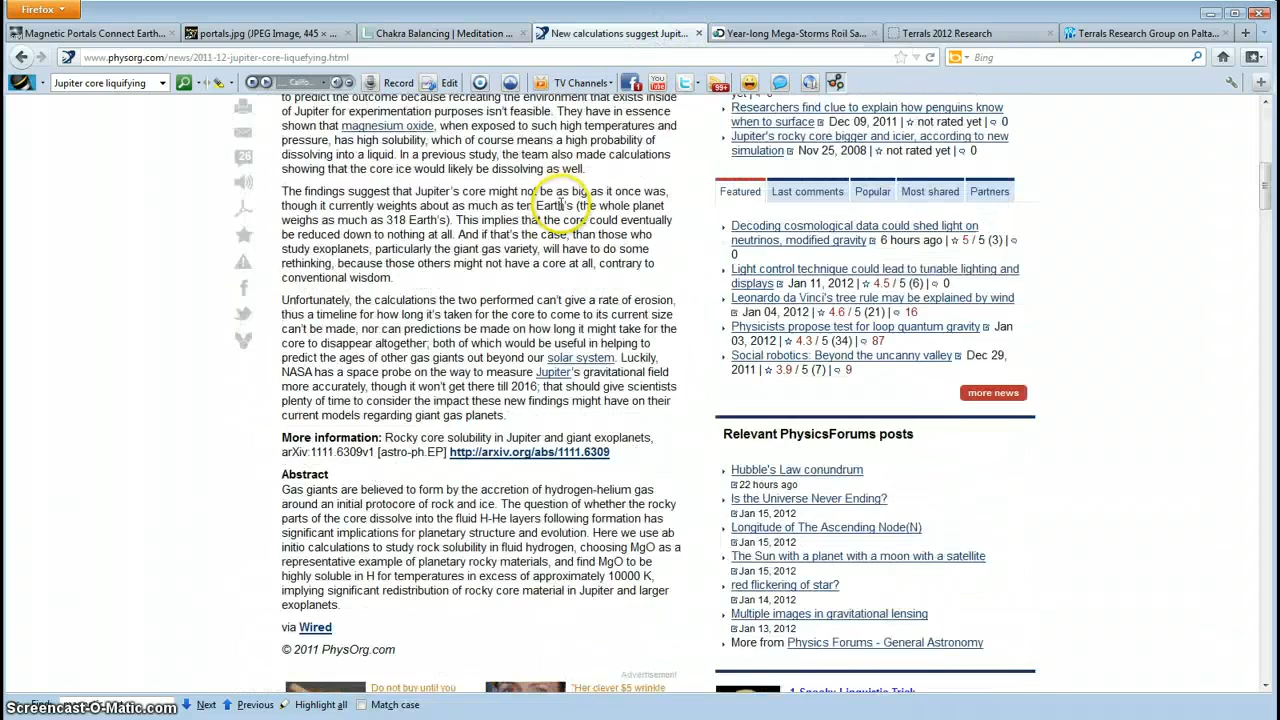 Firefox
Magnetic Portals Connect Earth...
portals.jpg (JPEG Image, 445 × ...
Chakra Balancing | Meditation ...
New calculations suggest Jupit...
Year-long Mega-Storms Roil Sa...
Terrals 2012 Research
Terrals Research Group on Palta...
www.physorg.com/news/2011-12-jupiter-core-liquefying.html
Bing
Jupiter core liquefying
Record
Edit
TV Channels
99+
to predict the outcome because recreating the environment that exists inside
of Jupiter for experimentation purposes isn't feasible. They have in essence
shown that magnesium oxide, when exposed to such high temperatures and
pressure, has high solubility, which of course means a high probability of
dissolving into a liquid. In a previous study, the team also made calculations
showing that the core ice would likely be dissolving as well.
The findings suggest that Jupiter's core might not be as big as it once was,
though it currently weights about as much as ten Earth's (the whole planet
weighs as much as 318 Earth's). This implies that the core could eventually
be reduced down to nothing at all. And if that's the case, than those who
study exoplanets, particularly the giant gas variety, will have to do some
rethinking, because those others might not have a core at all, contrary to
conventional wisdom.
Unfortunately, the calculations the two performed can't give a rate of erosion,
thus a timeline for how long it's taken for the core to come to its current size
can't be made, nor can predictions be made on how long it might take for the
core to disappear altogether; both of which would be useful in helping to
predict the ages of other gas giants out beyond our solar system. Luckily,
NASA has a space probe on the way to measure Jupiter's gravitational field
more accurately, though it won't get there till 2016; that should give scientists
plenty of time to consider the impact these new findings might have on their
current models regarding giant gas planets.
More information: Rocky core solubility in Jupiter and giant exoplanets,
arXiv:1111.6309v1 [astro-ph.EP] http://arxiv.org/abs/1111.6309
Abstract
Gas giants are believed to form by the accretion of hydrogen-helium gas
around an initial protocore of rock and ice. The question of whether the rocky
parts of the core dissolve into the fluid H-He layers following formation has
significant implications for planetary structure and evolution. Here we use ab
initio calculations to study rock solubility in fluid hydrogen, choosing MgO as a
representative example of planetary rocky materials, and find MgO to be
highly soluble in H for temperatures in excess of approximately 10000 K,
implying significant redistribution of rocky core material in Jupiter and larger
exoplanets.
via Wired
© 2011 PhysOrg.com
Advertisement
Do not buy until you
"Her clever $5 wrinkle
26
rev stars Dec 09, 2011 not rated yet 0
Researchers find clue to explain how penguins know
when to surface Dec 09, 2011 | not rated yet | 0
Jupiter's rocky core bigger and icier, according to new
simulation Nov 25, 2008 | not rated yet | 0
Featured
Last comments
Popular
Most shared
Partners
Decoding cosmological data could shed light on
neutrinos, modified gravity 6 hours ago | 5 / 5 (3) |
0
Light control technique could lead to tunable lighting and
displays Jan 11, 2012 | 4.5 / 5 (6) | 0
Leonardo da Vinci's tree rule may be explained by wind
Jan 04, 2012 | 4.6 / 5 (21) | 16
Physicists propose test for loop quantum gravity Jan
03, 2012 | 4.3 / 5 (34) | 87
Social robotics: Beyond the uncanny valley Dec 29,
2011 | 3.9 / 5 (7) | 9
more news
Relevant PhysicsForums posts
Hubble's Law conundrum
22 hours ago
Is the Universe Never Ending?
Jan 15, 2012
Longitude of The Ascending Node(N)
Jan 15, 2012
The Sun with a planet with a moon with a satellite
Jan 15, 2012
red flickering of star?
Jan 14, 2012
Multiple images in gravitational lensing
Jan 13, 2012
More from Physics Forums - General Astronomy
1 Spooky Linguistic Trick
Next
Previous
Highlight all
Match case
Screencast-O-Matic.com